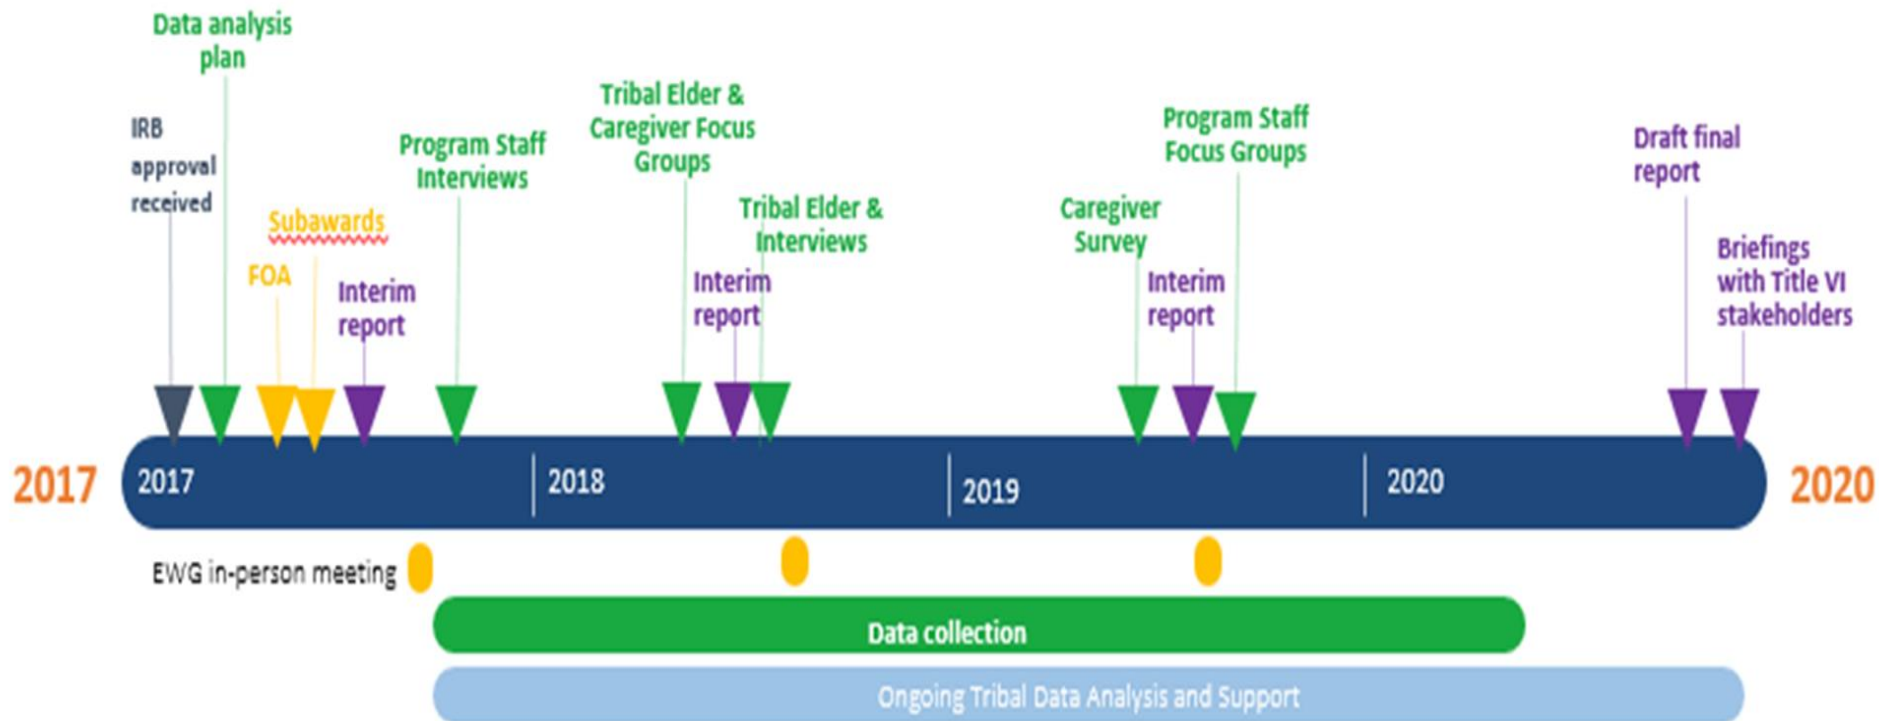 Data analysis
plan
IRB
approval
received
Subawards
FOA
Interim
report
Program Staff
Interviews
Tribal Elder &
Caregiver Focus
Groups
Tribal Elder &
Interviews
Interim
report
Caregiver
Survey
Interim
report
Program Staff
Focus Groups
Draft final
report
Briefings
with Title VI
stakeholders
2017
2017
2018
2019
2020
2020
EWG in-person meeting
Data collection
Ongoing Tribal Data Analysis and Support